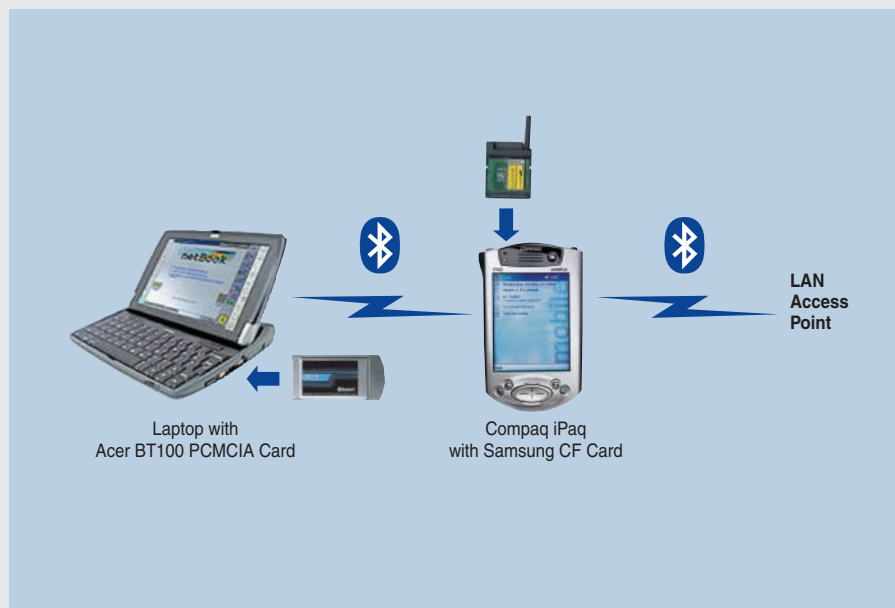 netBook
Laptop with
Acer BT100 PCMCIA Card
Compaq iPaq
with Samsung CF Card
LAN
Access
Point